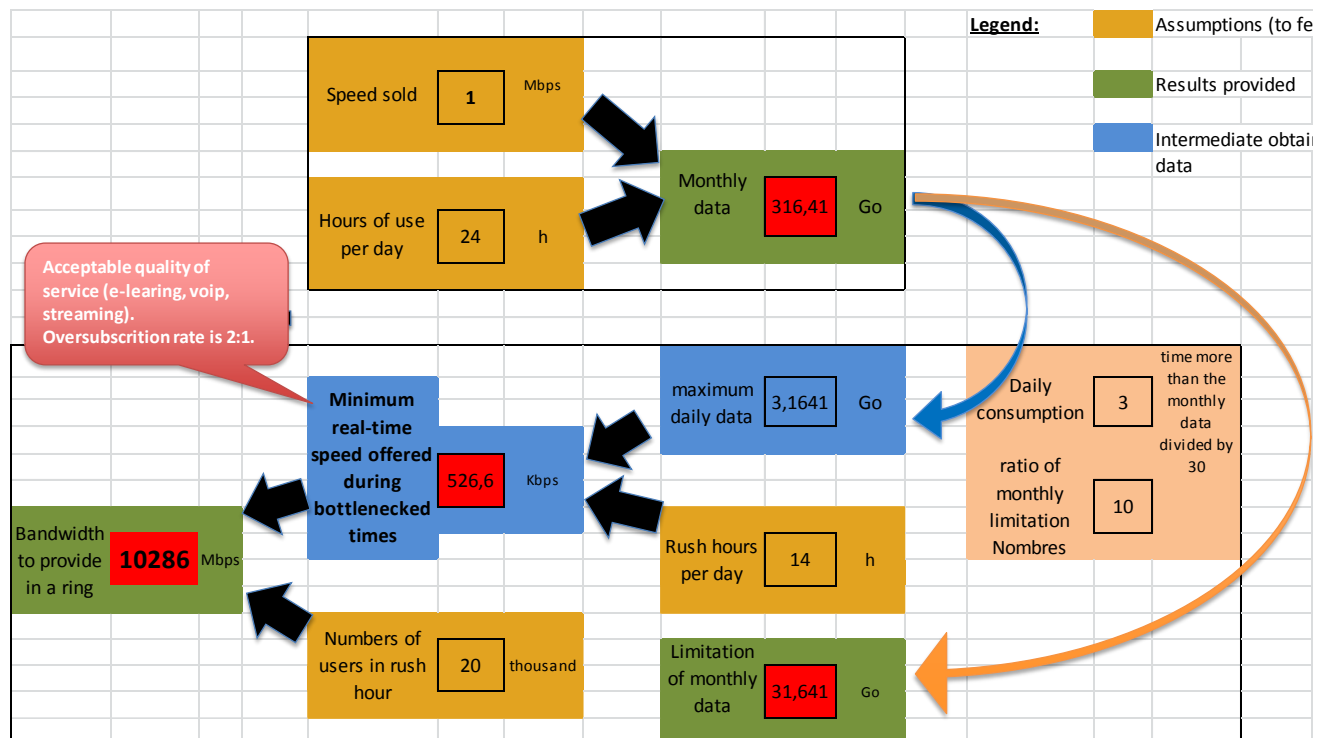 Legend:
Assumptions (to fe
Results provided
Intermediate obtai
data
Speed sold
1
Mbps
Hours of use
per day
24
h
Monthly
data
316,41
Go
Acceptable quality of
service (e-learing, voip,
streaming).
Oversubscrition rate is 2:1.
Minimum
real-time
speed offered
during
bottlenecked
times
526,6
Kbps
maximum
daily data
3,1641
Go
Daily
consumption
3
time more
than the
monthly
data
divided by
30
ratio of
monthly
limitation
Nombres
10
Bandwidth
to provide
in a ring
10286
Mbps
Rush hours
per day
14
h
Numbers of
users in rush
hour
20
thousand
Limitation
of monthly
data
31,641
Go